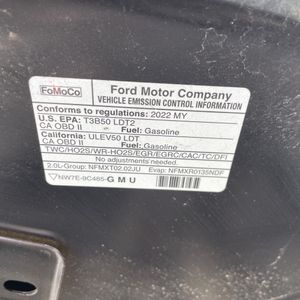 FoMoCo
Ford Motor Company
VEHICLE EMISSION CONTROL INFORMATION
Conforms to regulations: 2022 MY
U.S. EPA: T3B50 LDT2
CA OBD II Fuel: Gasoline
California: ULEV50 LDT
CA OBD II Fuel: Gasoline
TWC/HO2S/WR-HO2S/EGR/EGRC/CAC/TC/DFI
No adjustments needed.
2.0L-Group: NFMXT02.02JU Evap: NFMXR0135NDF
NW7E-9C485-GMU